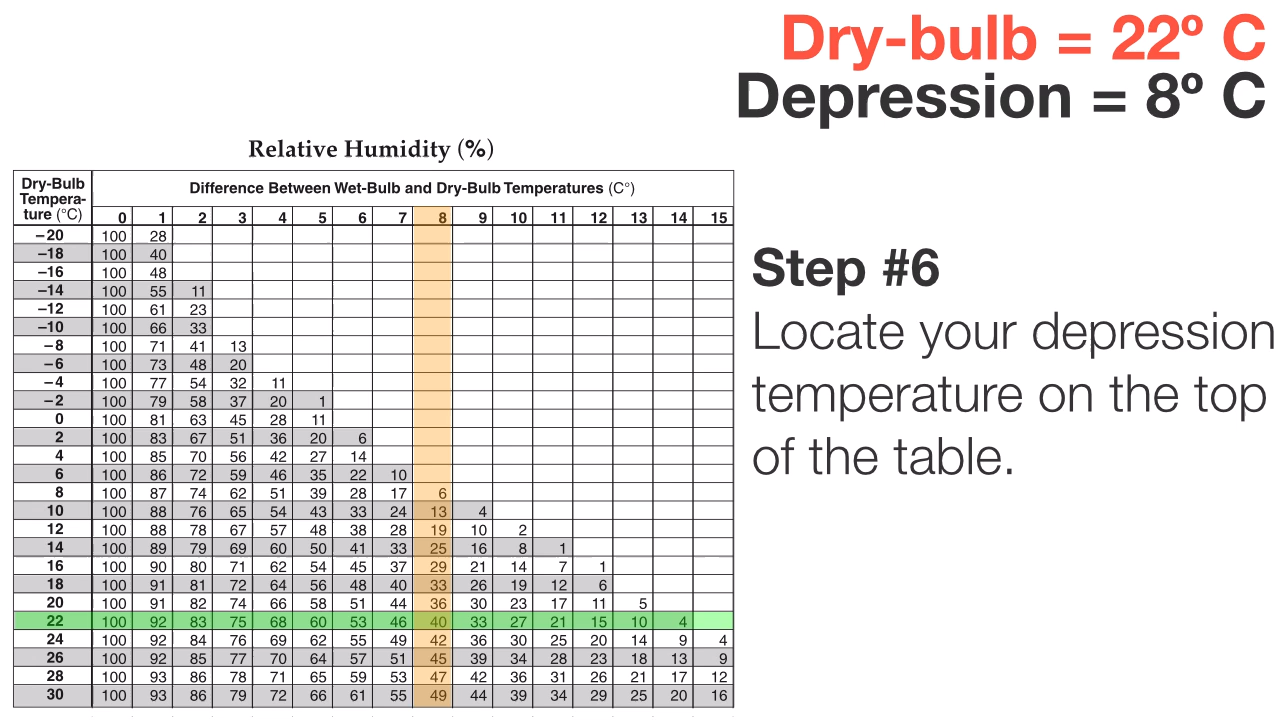 Dry-bulb = 22º C
Depression = 8º C
Relative Humidity (%)
Dry-Bulb Tempera- ture (°C)
Difference Between Wet-Bulb and Dry-Bulb Temperatures (C°)
0 1 2 3 4 5 6 7 8 9 10 11 12 13 14 15
–20 100 28
–18 100 40
–16 100 48
–14 100 55 11
–12 100 61 23
–10 100 66 33
–8 100 71 41 13
–6 100 73 48 20
–4 100 77 54 32 11
–2 100 79 58 37 20 1
0 100 81 63 45 28 11
2 100 83 67 51 36 20 6
4 100 85 70 56 42 27 14
6 100 86 72 59 46 35 22 10
8 100 87 74 62 51 39 28 17 6
10 100 88 76 65 54 43 33 24 13 4
12 100 88 78 67 57 48 38 28 19 10 2
14 100 89 79 69 60 50 41 33 25 16 8 1
16 100 90 80 71 62 54 45 37 29 21 14 7 1
18 100 91 81 72 64 56 48 40 33 26 19 12 6
20 100 91 82 74 66 58 51 44 36 30 23 17 11 5
22 100 92 83 75 68 60 53 46 40 33 27 21 15 10 4
24 100 92 84 76 69 62 55 49 42 36 30 25 20 14 9 4
26 100 92 85 77 70 64 57 51 45 39 34 28 23 18 13 9
28 100 93 86 78 71 65 59 53 47 42 36 31 26 21 17 12
30 100 93 86 79 72 66 61 55 49 44 39 34 29 25 20 16
Step #6
Locate your depression
temperature on the top
of the table.